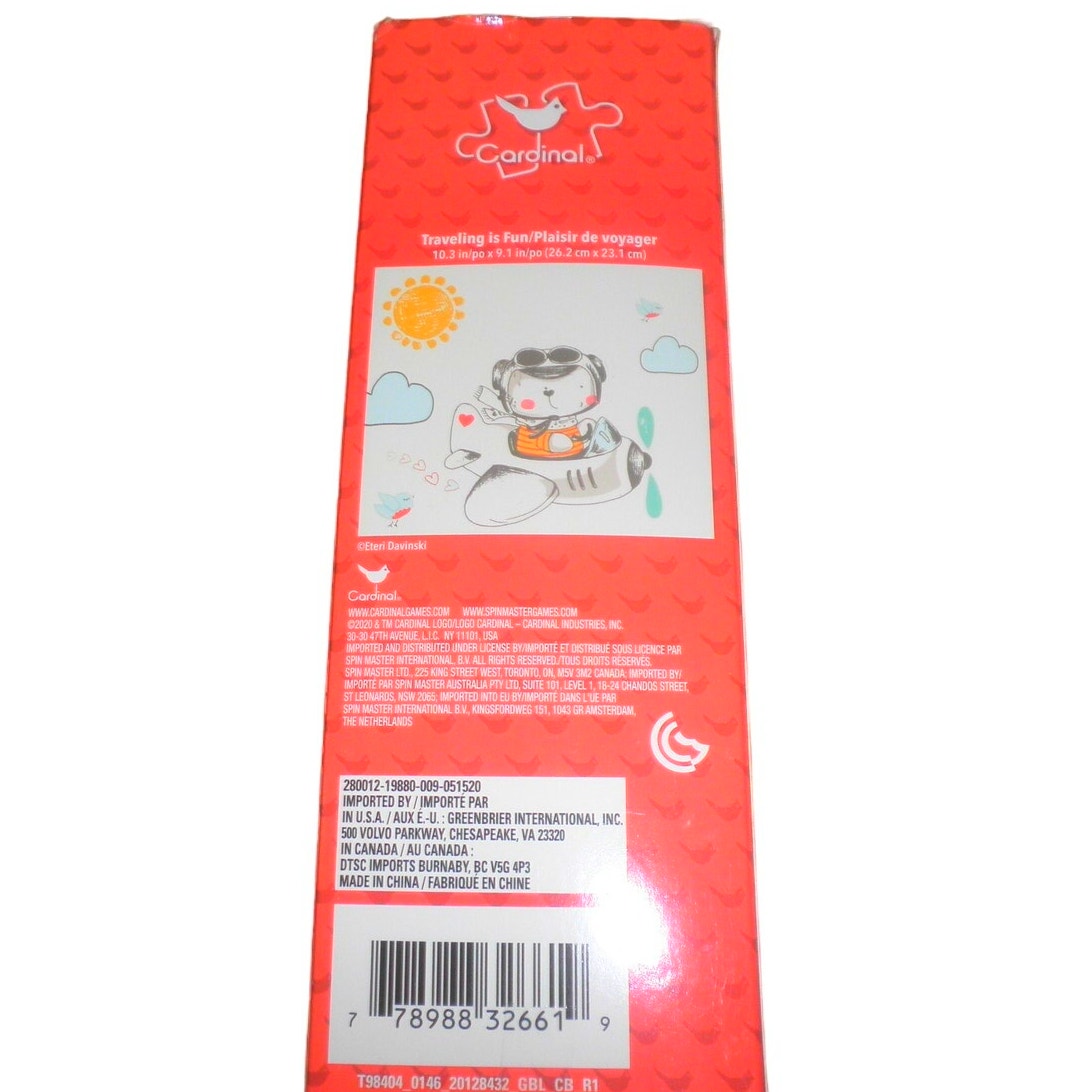 Cardinal®
Traveling is Fun/Plaisir de voyager
10.3 in/po x 9.1 in/po (26.2 cm x 23.1 cm)
©Eteri Davinski
Cardinal®
WWW.CARDINALGAMES.COM WWW.SPINMASTERGAMES.COM
©2020 & TM CARDINAL LOGO/LOGO CARDINAL – CARDINAL INDUSTRIES, INC.
30-30 47TH AVENUE, L.I.C. NY 11101, USA
IMPORTED AND DISTRIBUTED UNDER LICENSE BY/IMPORTÉ ET DISTRIBUÉ SOUS LICENCE PAR
SPIN MASTER INTERNATIONAL, B.V. ALL RIGHTS RESERVED./TOUS DROITS RÉSERVÉS.
SPIN MASTER LTD., 225 KING STREET WEST, TORONTO, ON, M5V 3M2 CANADA; IMPORTED BY/
IMPORTÉ PAR SPIN MASTER AUSTRALIA PTY LTD, SUITE 101, LEVEL 1, 18-24 CHANDOS STREET,
ST LEONARDS, NSW 2065; IMPORTED INTO EU BY/IMPORTÉ DANS L'UE PAR
SPIN MASTER INTERNATIONAL B.V., KINGSFORDWEG 151, 1043 GR AMSTERDAM,
THE NETHERLANDS
280012-19880-009-051520
IMPORTED BY / IMPORTÉ PAR
IN U.S.A. / AUX É.-U. : GREENBRIER INTERNATIONAL, INC.
500 VOLVO PARKWAY, CHESAPEAKE, VA 23320
IN CANADA / AU CANADA :
DTSC IMPORTS BURNABY, BC V5G 4P3
MADE IN CHINA / FABRIQUÉ EN CHINE
7 78988 32661 9
T98404_0146_20128432_GBL_CB_R1